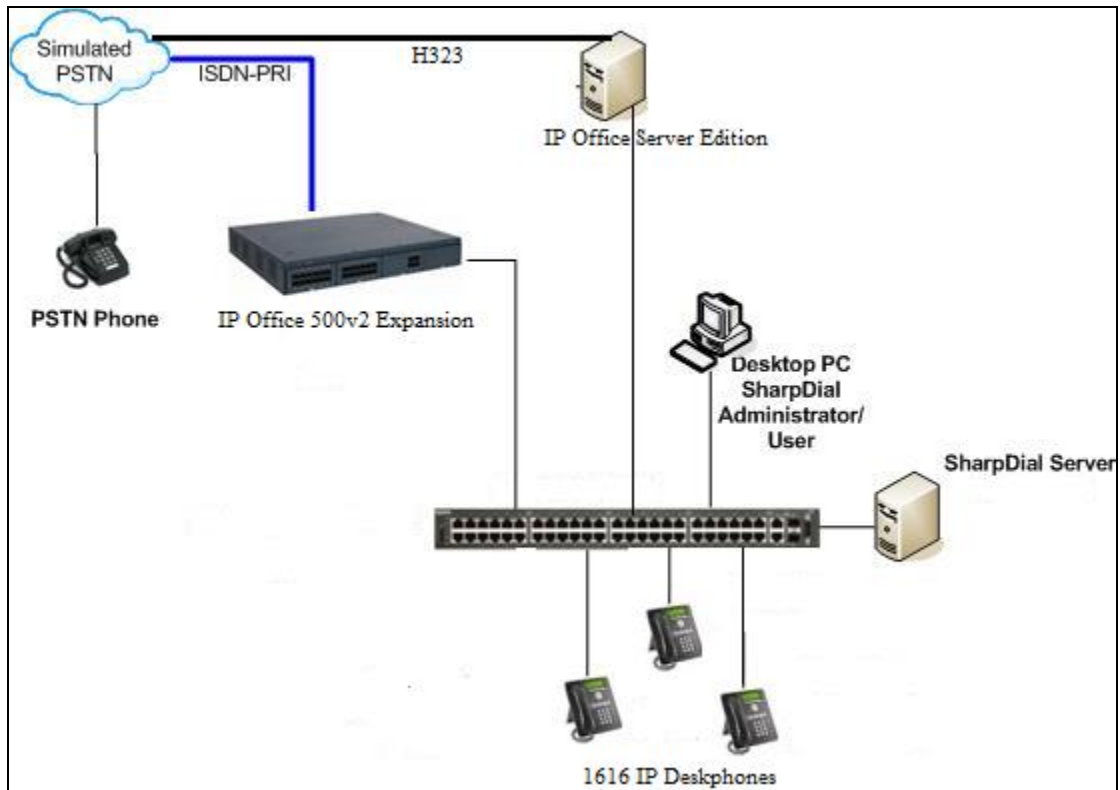 Simulated
PSTN
H323
ISDN-PRI
IP Office Server Edition
PSTN Phone
IP Office 500v2 Expansion
Desktop PC
SharpDial
Administrator/
User
SharpDial Server
1616 IP Deskphones